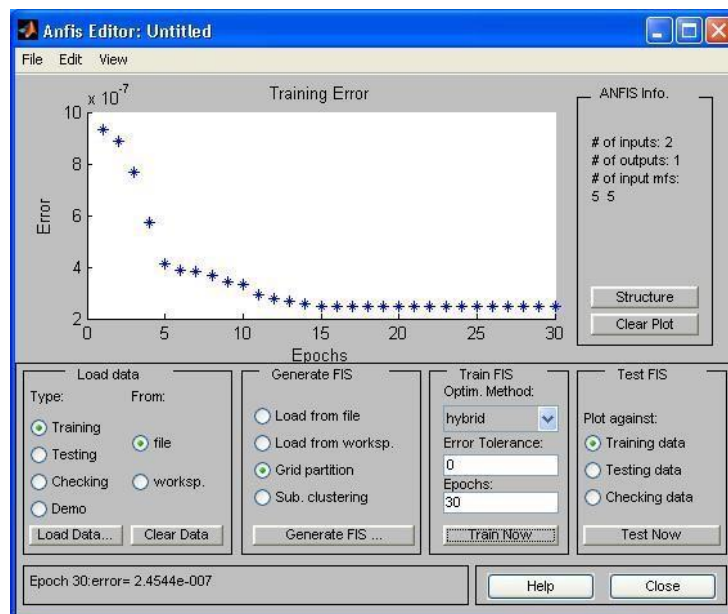 Anfis Editor: Untitled
File Edit View
x 10^-7
Training Error
10
8
6
4
2
Error
0 5 10 15 20 25 30
Epochs
ANFIS Info.
# of inputs: 2
# of outputs: 1
# of input mfs:
5 5
Structure
Clear Plot
Load data
Type: From:
Training
file
Testing
Checking
worksp.
Demo
Load Data... Clear Data
Generate FIS
Load from file
Load from worksp.
Grid partition
Sub. clustering
Generate FIS ...
Train FIS
Optim. Method:
hybrid
Error Tolerance:
0
Epochs:
30
Train Now
Test FIS
Plot against:
Training data
Testing data
Checking data
Test Now
Epoch 30:error= 2.4544e-007
Help Close